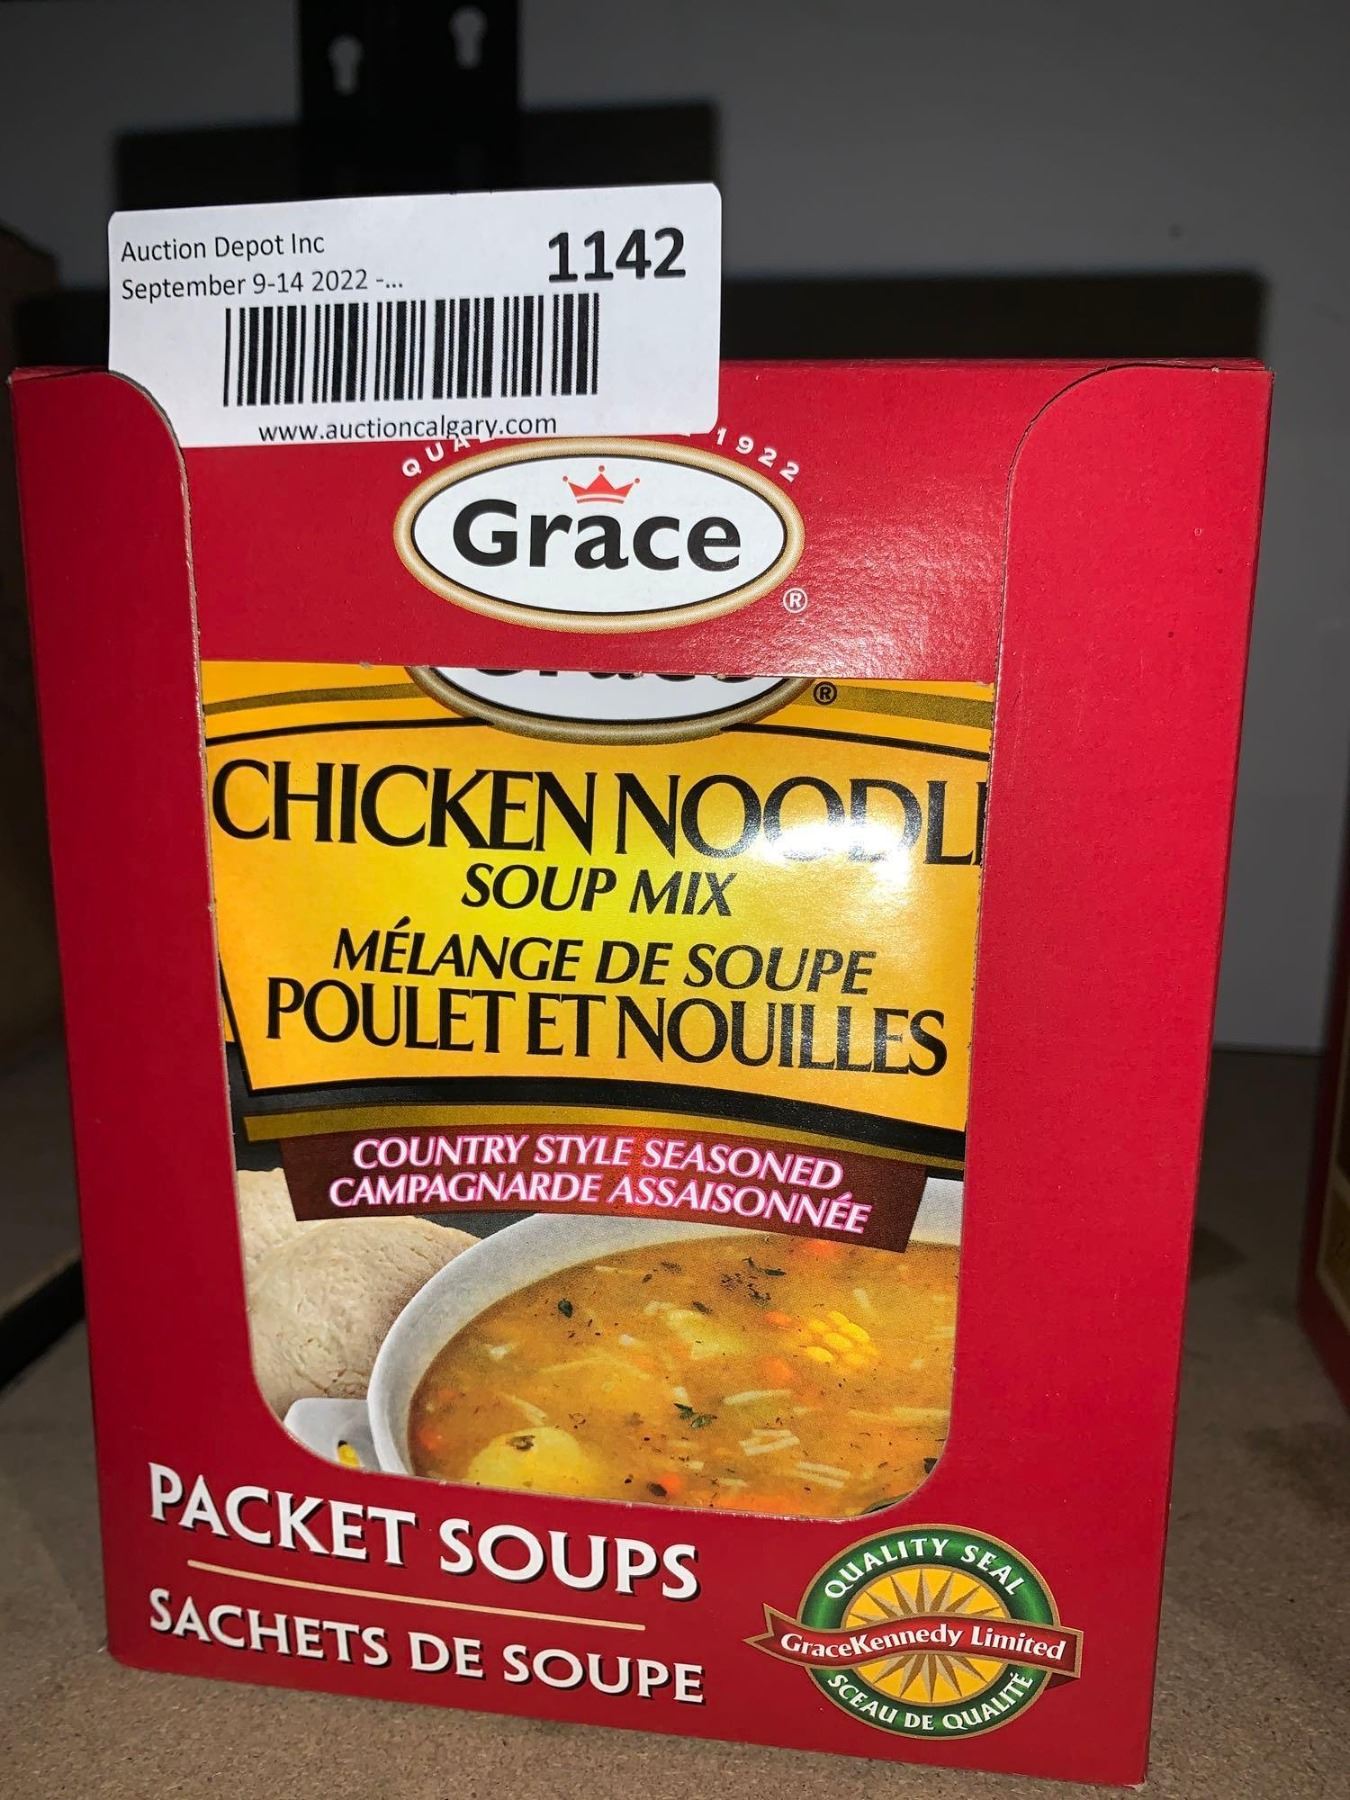 Auction Depot Inc
1142
September 9-14 2022 -...
www.auctioncalgary.com
1922
Grace
®
®
CHICKEN NOODL
SOUP MIX
MÉLANGE DE SOUPE
POULET ET NOUILLES
COUNTRY STYLE SEASONED
CAMPAGNARDE ASSAISONNÉE
PACKET SOUPS
SACHETS DE SOUPE
QUALITY SEAL
GraceKennedy Limited
SCEAU DE QUALITÉ